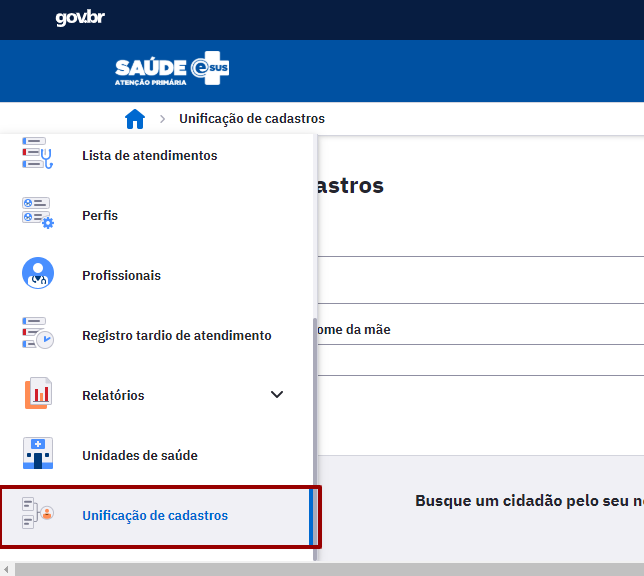 gov.br
SAÚDE e SUS
ATENÇÃO PRIMÁRIA
Unificação de cadastros
Lista de atendimentos
astros
Perfis
Profissionais
Registro tardio de atendimento
ome da mãe
Relatórios
Unidades de saúde
Busque um cidadão pelo seu n
Unificação de cadastros